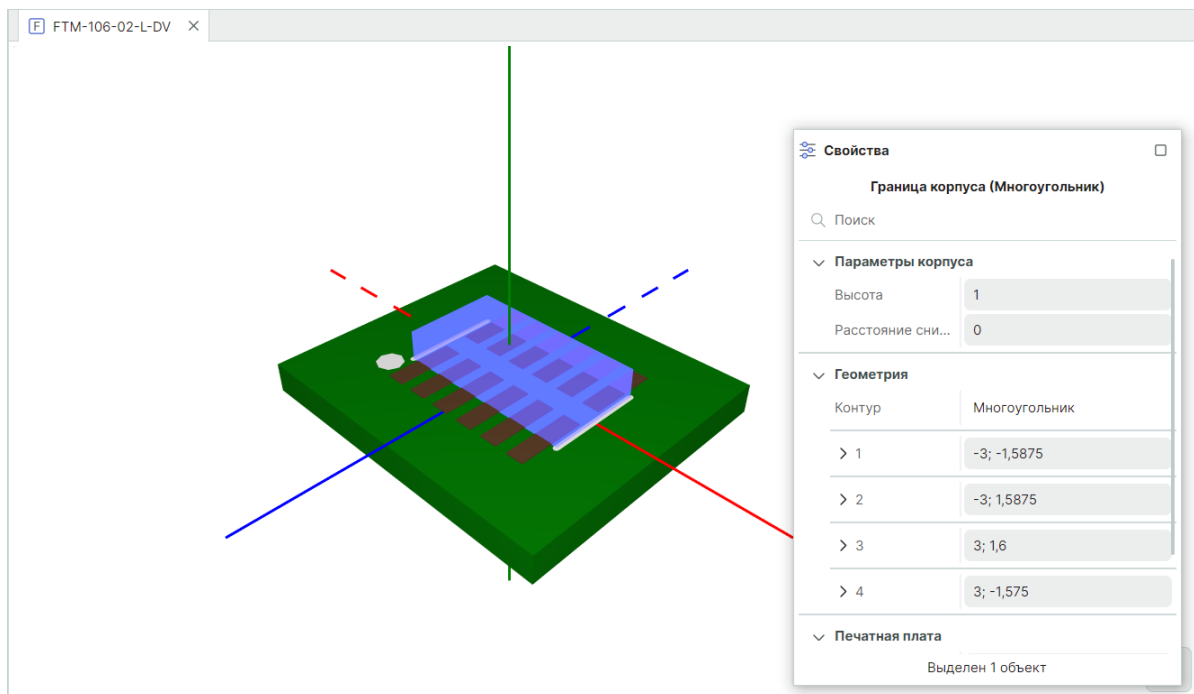 FTM-106-02-L-DV
Свойства
Граница корпуса (Многоугольник)
Поиск
Параметры корпуса
Высота 1
Расстояние сни... 0
Геометрия
Контур Многоугольник
1 -3; -1,5875
2 -3; 1,5875
3 3; 1,6
4 3; -1,575
Печатная плата
Выделен 1 объект